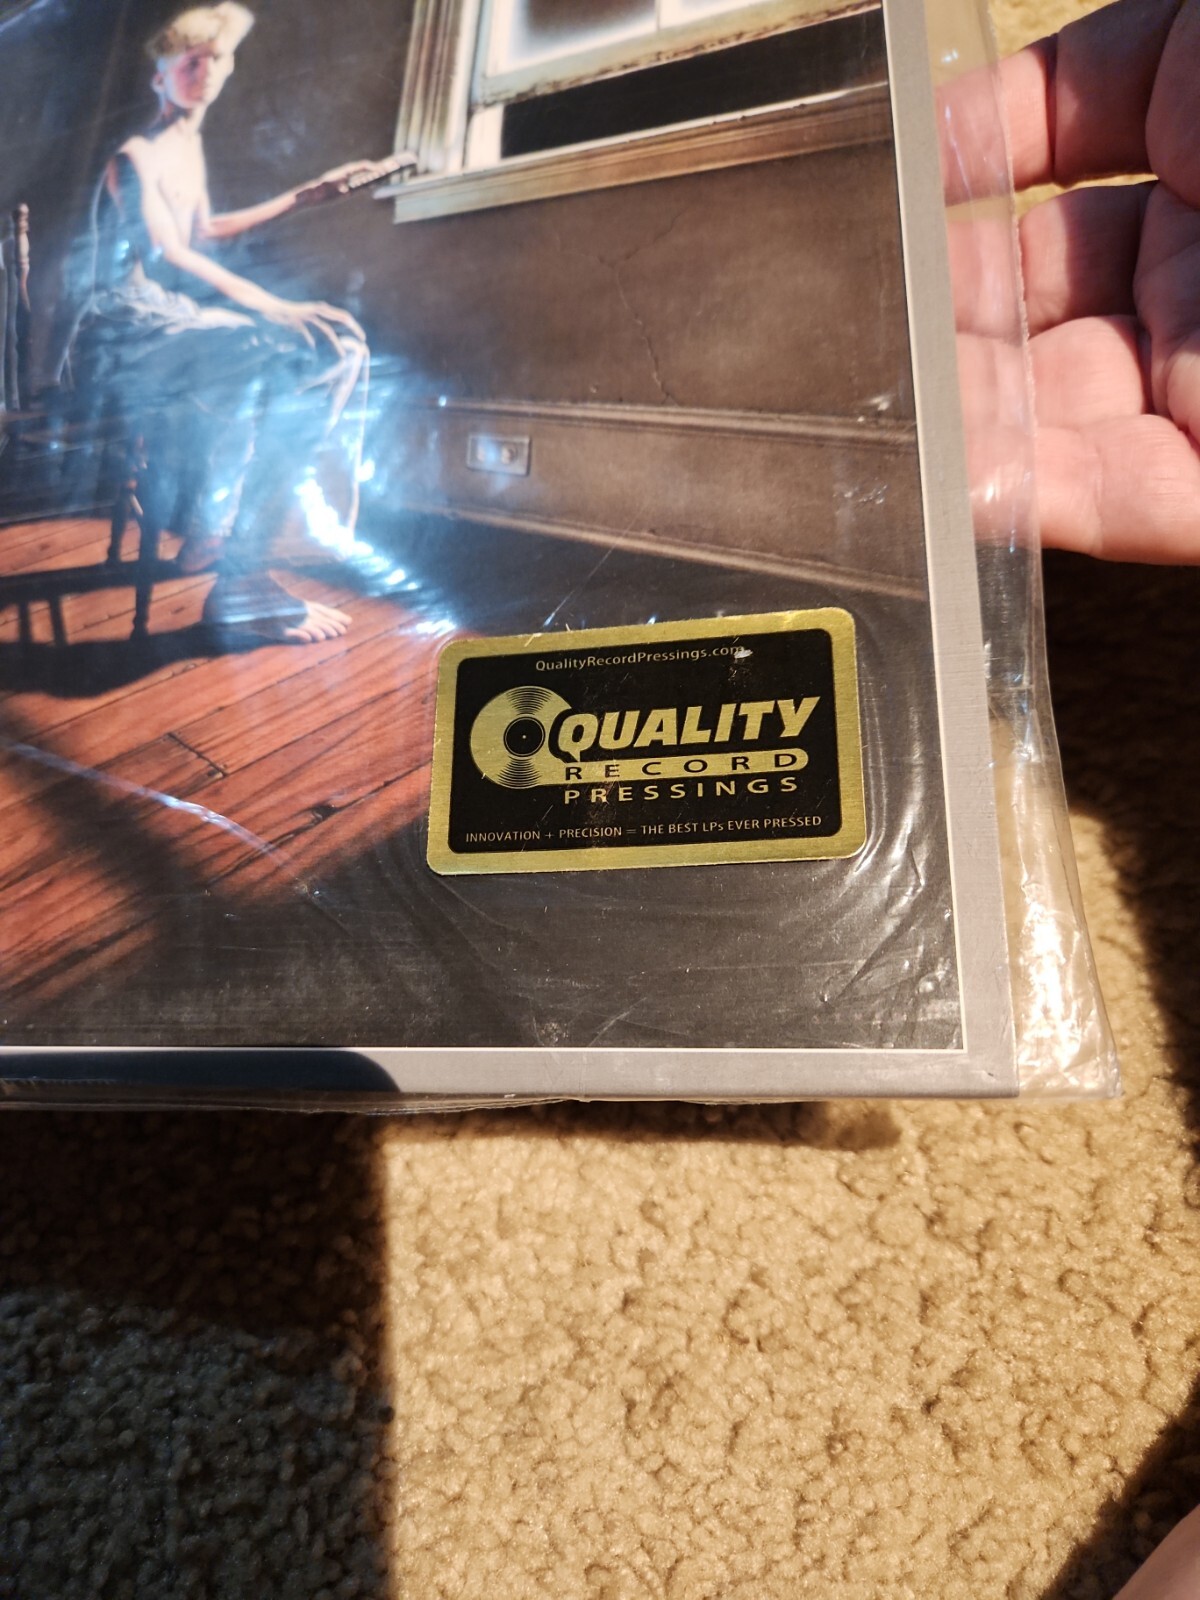 QualityRecordPressings.com
QUALITY
RECORD
PRESSINGS
INNOVATION + PRECISION = THE BEST LPs EVER PRESSED